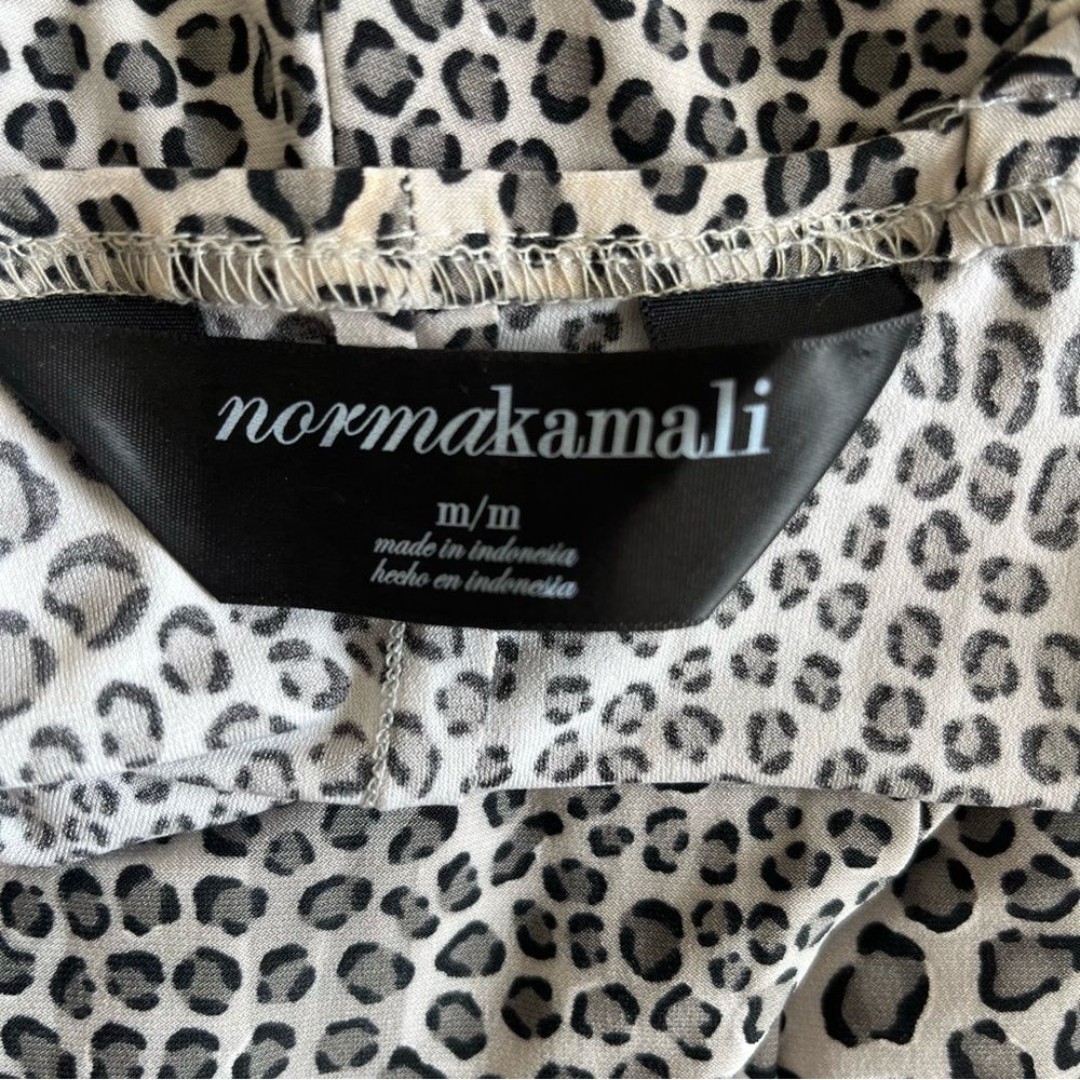 normakamali
m/m
made in indonesia
hecho en indonesia